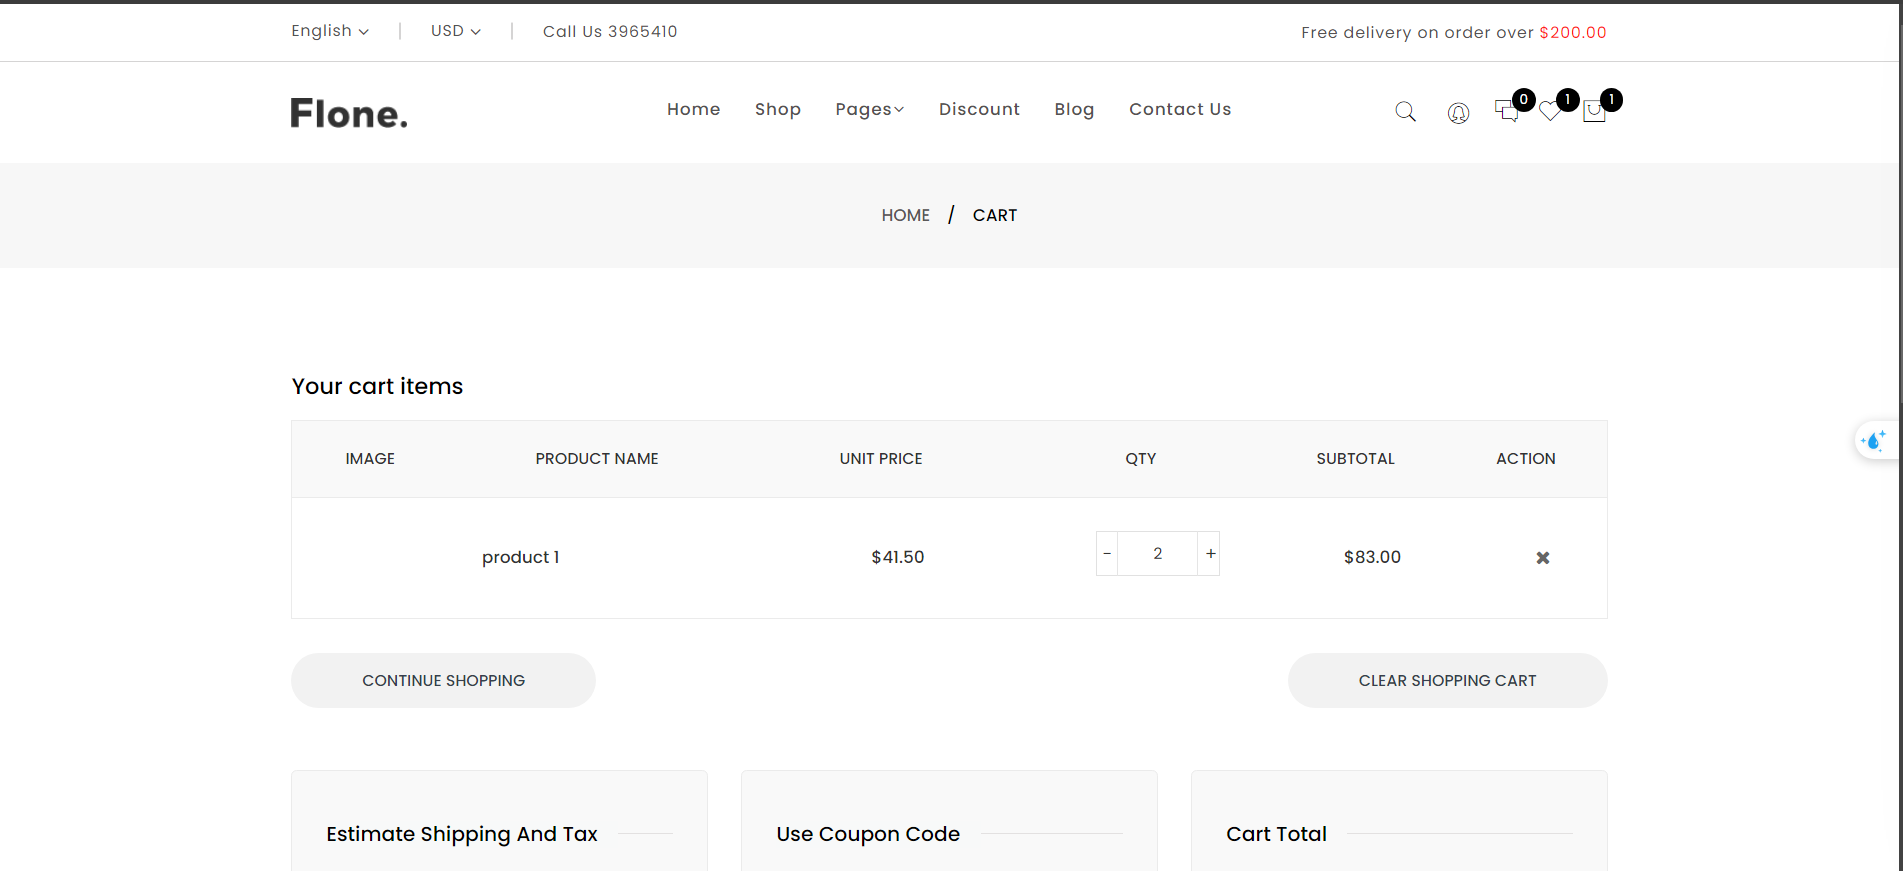 English USD Call Us 3965410 Free delivery on order over $200.00
Flone. Home Shop Pages Discount Blog Contact Us 0 1 1
HOME / CART
Your cart items
IMAGE PRODUCT NAME UNIT PRICE QTY SUBTOTAL ACTION
product 1 $41.50 - 2 + $83.00
CONTINUE SHOPPING CLEAR SHOPPING CART
Estimate Shipping And Tax Use Coupon Code Cart Total